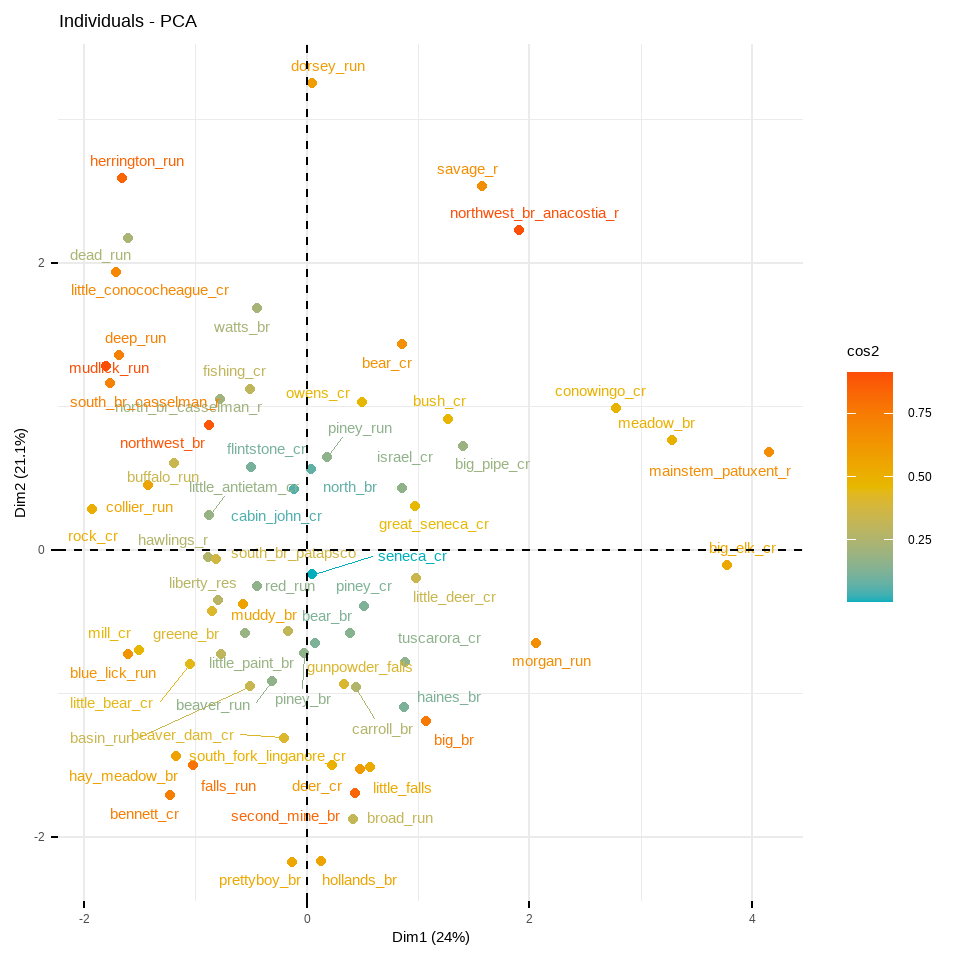 Individuals - PCA
dorsey_run
herrington_run
savage_r
northwest_br_anacostia_r
dead_run
little_conococheague_cr
watts_br
deep_run
bear_cr
mudlick_run
fishing_cr
owens_cr
conowingo_cr
south_br_casselman_r
north_br_casselman_r
bush_cr
meadow_br
piney_run
northwest_br
flintstone_cr
israel_cr
big_pipe_cr
mainstem_patuxent_r
buffalo_run
little_antietam_cr
north_br
collier_run
cabin_john_cr
great_seneca_cr
rock_cr
hawlings_r
south_br_patapsco
seneca_cr
big_elk_cr
liberty_res
red_run
piney_cr
little_deer_cr
muddy_br
bear_br
mill_cr
greene_br
tuscarora_cr
blue_lick_run
little_paint_br
gunpowder_falls
morgan_run
little_bear_cr
beaver_run
piney_br
haines_br
carroll_br
basin_run
beaver_dam_cr
big_br
south_fork_linganore_cr
hay_meadow_br
falls_run
deer_cr
little_falls
bennett_cr
second_mine_br
broad_run
prettyboy_br
hollands_br
2
0
-2
Dim2 (21.1%)
-2
0
2
4
Dim1 (24%)
cos2
0.75
0.50
0.25